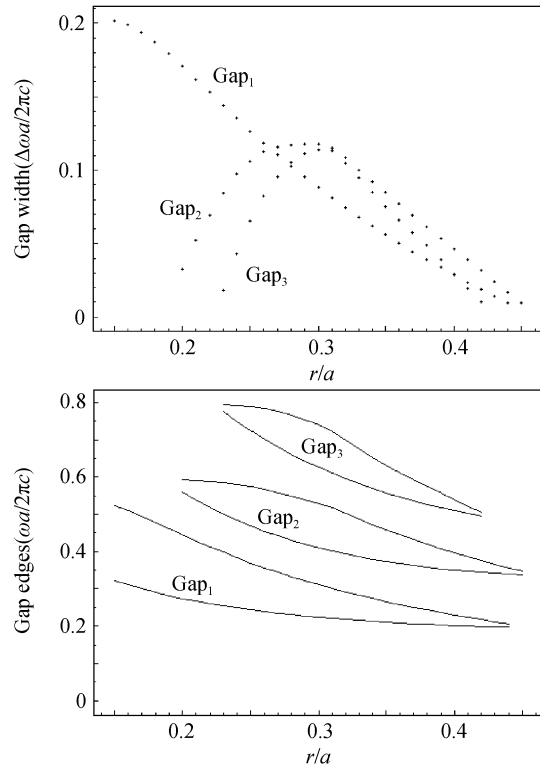 0.2
Gap₁
Gap width(Δωa/2πc)
0.1
Gap₂
Gap₃
0
0.2 0.3 0.4
r/a
0.8
Gap₃
0.6
Gap edges(ωa/2πc)
Gap₂
0.4
Gap₁
0.2
0
0.2 0.3 0.4
r/a